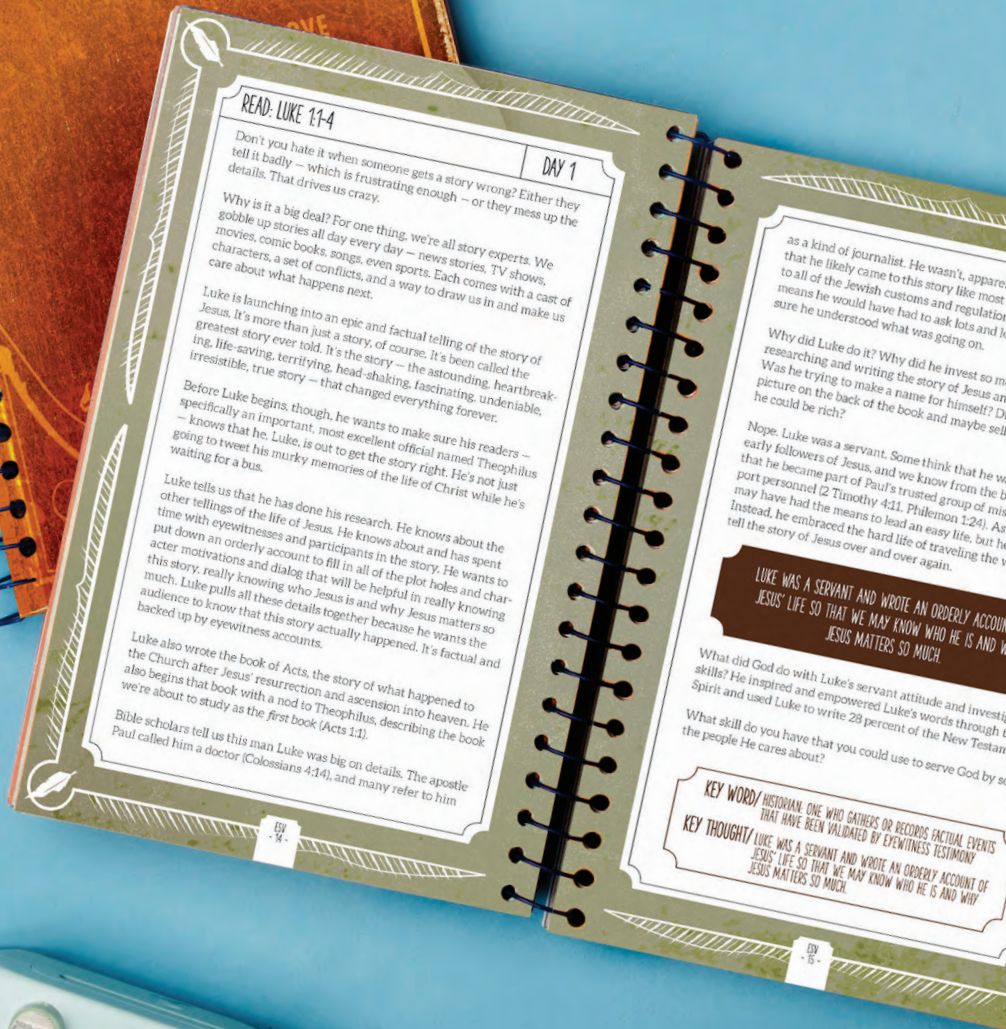 READ: LUKE 1:1-4
DAY 1
Don't you hate it when someone gets a story wrong? Either they
tell it badly — which is frustrating enough — or they mess up the
details. That drives us crazy.
Why is it a big deal? For one thing, we're all story experts. We
gobble up stories all day every day — news stories, TV shows,
movies, comic books, songs, even sports. Each comes with a cast of
characters, a set of conflicts, and a way to draw us in and make us
care about what happens next.
Luke is launching into an epic and factual telling of the story of
Jesus. It's more than just a story, of course. It's been called the
greatest story ever told. It's the story — the astounding, heartbreak-
ing, life-saving, terrifying, head-shaking, fascinating, undeniable,
irresistible, true story — that changed everything forever.
Before Luke begins, though, he wants to make sure his readers —
specifically an important, most excellent official named Theophilus
— knows that he, Luke, is out to get the story right. He's not just
going to tweet his murky memories of the life of Christ while he's
waiting for a bus.
Luke tells us that he has done his research. He knows about the
other tellings of the life of Jesus. He knows about and has spent
time with eyewitnesses and participants in the story. He wants to
put down an orderly account to fill in all of the plot holes and char-
acter motivations and dialog that will be helpful in really knowing
this story, really knowing who Jesus is and why Jesus matters so
much. Luke pulls all these details together because he wants the
audience to know that this story actually happened. It's factual and
backed up by eyewitness accounts.
Luke also wrote the book of Acts, the story of what happened to
the Church after Jesus' resurrection and ascension into heaven. He
also begins that book with a nod to Theophilus, describing the book
we're about to study as the first book (Acts 1:1).
Bible scholars tell us this man Luke was big on details. The apostle
Paul called him a doctor (Colossians 4:14), and many refer to him
ESV
- 14 -
as a kind of journalist. He wasn't,
that he likely came to this story like
to all of the Jewish customs and
means he would have had to ask lots and
sure he understood what was going on.
Why did Luke do it? Why did he invest so
researching and writing the story of Jesus
Was he trying to make a name for himself?
picture on the back of the book and maybe
he could be rich?
Nope. Luke was a servant. Some think that he
early followers of Jesus, and we know from the
that he became part of Paul's trusted group of
port personnel (2 Timothy 4:11, Philemon 1:24). As
may have had the means to lead an easy life, but
Instead, he embraced the hard life of traveling the
tell the story of Jesus over and over again.
LUKE WAS A SERVANT AND WROTE AN ORDERLY
JESUS' LIFE SO THAT WE MAY KNOW WHO HE IS AND
JESUS MATTERS SO MUCH.
What did God do with Luke's servant attitude and
skills? He inspired and empowered Luke's words through
Spirit and used Luke to write 28 percent of the New
What skill do you have that you could use to serve God by
the people He cares about?
KEY WORD/ HISTORIAN: ONE WHO GATHERS OR RECORDS FACTUAL EVENTS
THAT HAVE BEEN VALIDATED BY EYEWITNESS TESTIMONY
KEY THOUGHT/ LUKE WAS A SERVANT AND WROTE AN ORDERLY ACCOUNT OF
JESUS' LIFE SO THAT WE MAY KNOW WHO HE IS AND WHY
JESUS MATTERS SO MUCH.
ESV
- 15 -